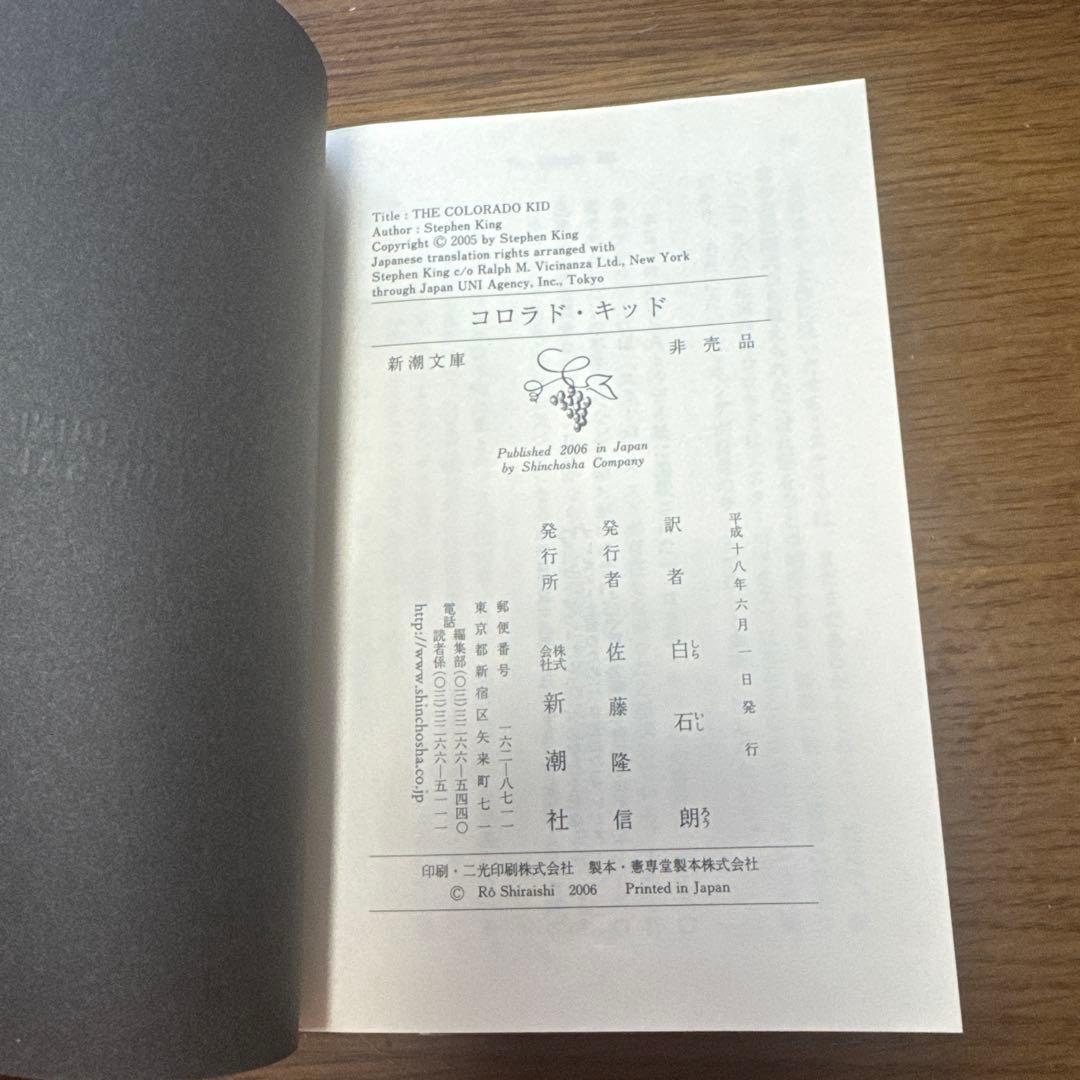 Title : THE COLORADO KID
Author : Stephen King
Copyright © 2005 by Stephen King
Japanese translation rights arranged with
Stephen King c/o Ralph M. Vicinanza Ltd., New York
through Japan UNI Agency, Inc., Tokyo
コロラド・キッド
新潮文庫
非売品
Published 2006 in Japan
by Shinchosha Company
平成十八年六月一日発行
訳者 白石朗
しらいしろう
発行者 佐藤隆信
発行所 株式会社 新潮社
郵便番号 一六二―八七一一
東京都新宿区矢来町七一
電話 編集部(〇三)三二六六―五四四〇
読者係(〇三)三二六六―五一一一
http://www.shinchosha.co.jp
印刷・二光印刷株式会社 製本・憲専堂製本株式会社
© Rô Shiraishi 2006 Printed in Japan